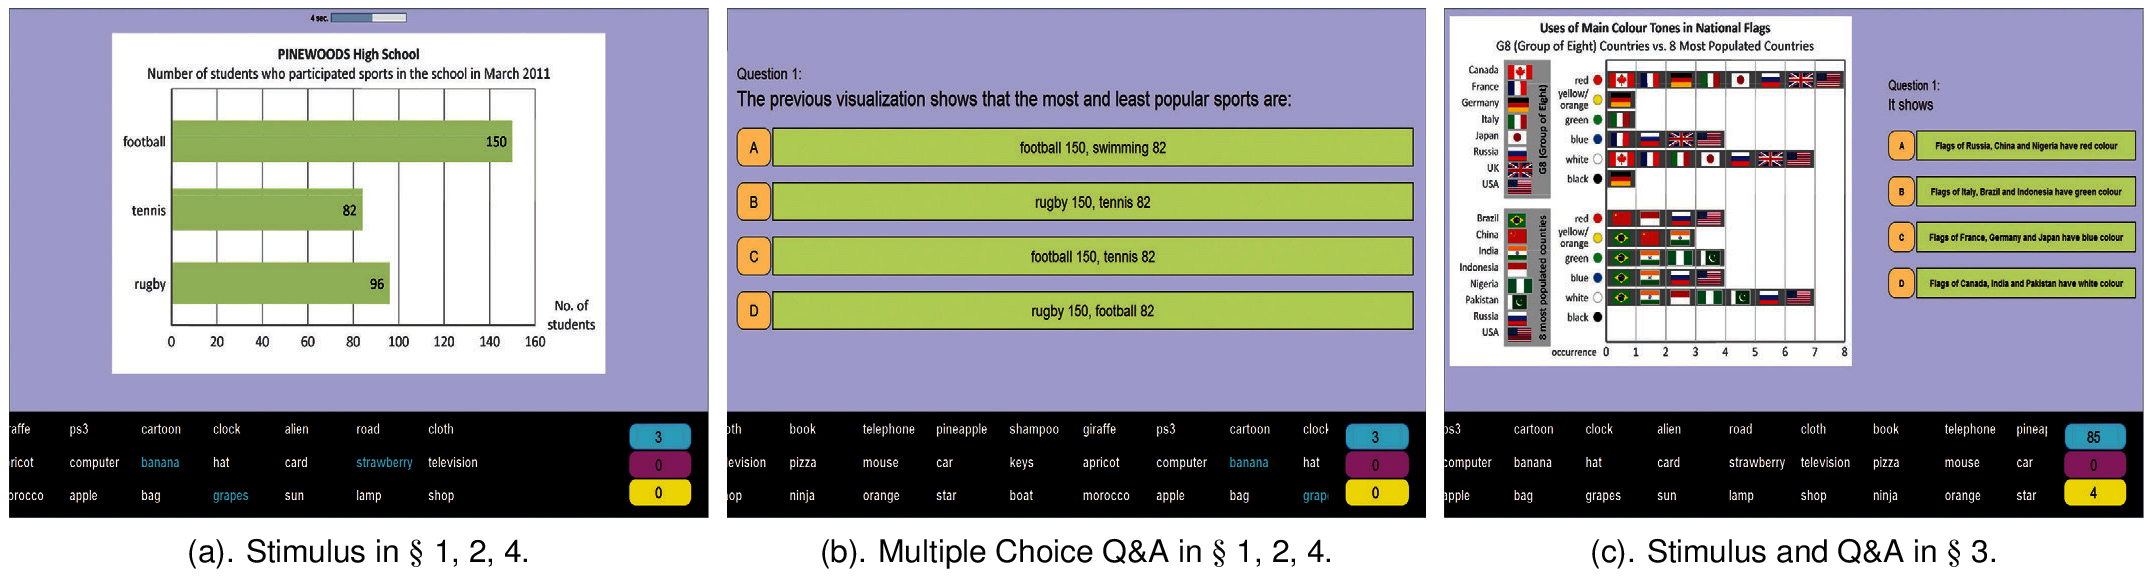 4 sec.
PINEWOODS High School
Number of students who participated sports in the school in March 2011
football 150
tennis 82
rugby 96
No. of
students
0 20 40 60 80 100 120 140 160
raffe ps3 cartoon clock alien road cloth
ricot computer banana hat card strawberry television
orocco apple bag grapes sun lamp shop
3
0
0
(a). Stimulus in § 1, 2, 4.
Question 1:
The previous visualization shows that the most and least popular sports are:
A football 150, swimming 82
B rugby 150, tennis 82
C football 150, tennis 82
D rugby 150, football 82
oth book telephone pineapple shampoo giraffe ps3 cartoon clock
levision pizza mouse car keys apricot computer banana hat
op ninja orange star boat morocco apple bag grap
3
0
0
(b). Multiple Choice Q&A in § 1, 2, 4.
Uses of Main Colour Tones in National Flags
G8 (Group of Eight) Countries vs. 8 Most Populated Countries
Canada
France
Germany
Italy
Japan
Russia
UK
USA
G8 (Group of Eight)
red
yellow/
orange
green
blue
white
black
Brazil
China
India
Indonesia
Nigeria
Pakistan
Russia
USA
8 most populated counties
red
yellow/
orange
green
blue
white
black
occurrence 0 1 2 3 4 5 6 7 8
Question 1:
It shows
A Flags of Russia, China and Nigeria have red colour
B Flags of Italy, Brazil and Indonesia have green colour
C Flags of France, Germany and Japan have blue colour
D Flags of Canada, India and Pakistan have white colour
ps3 cartoon clock alien road cloth book telephone pineap
computer banana hat card strawberry television pizza mouse car
apple bag grapes sun lamp shop ninja orange star
85
0
4
(c). Stimulus and Q&A in § 3.